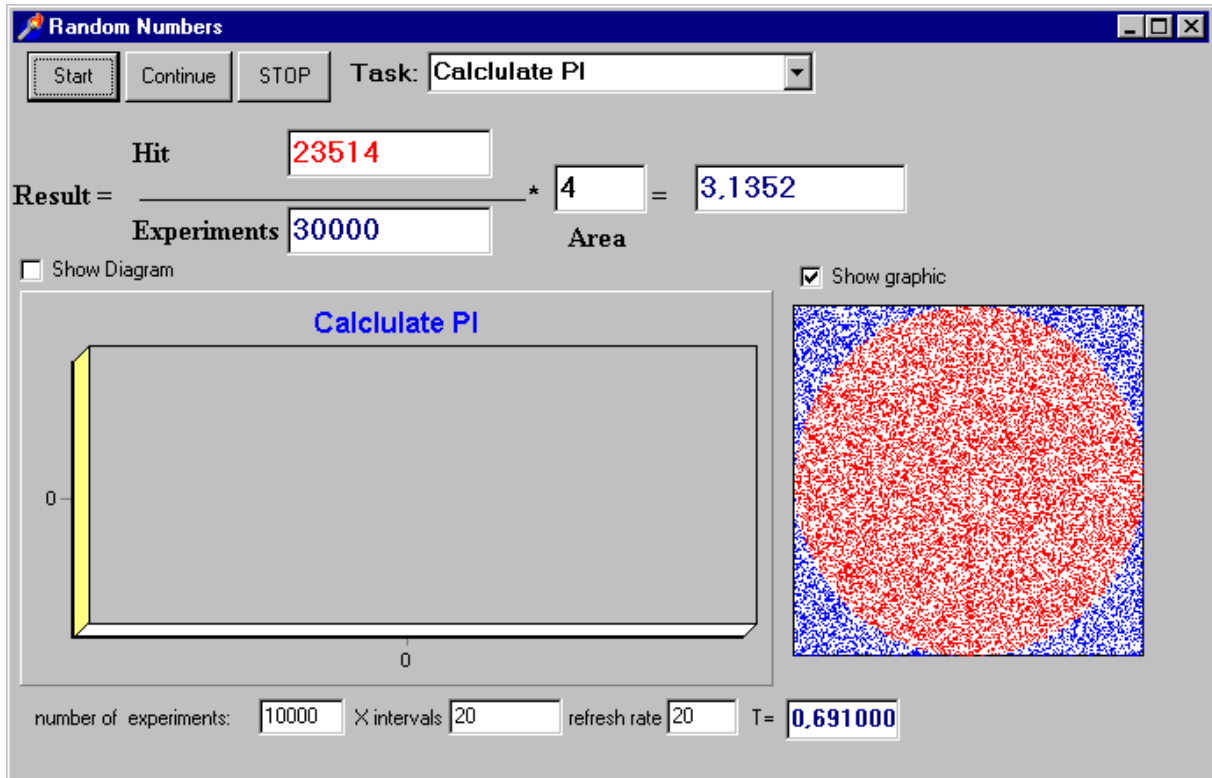 Random Numbers
Start Continue STOP Task: Calclulate PI
Hit 23514
Result = * 4 = 3,1352
Experiments 30000 Area
Show Diagram Show graphic
Calclulate PI
0
0
number of experiments: 10000 X intervals 20 refresh rate 20 T= 0,691000